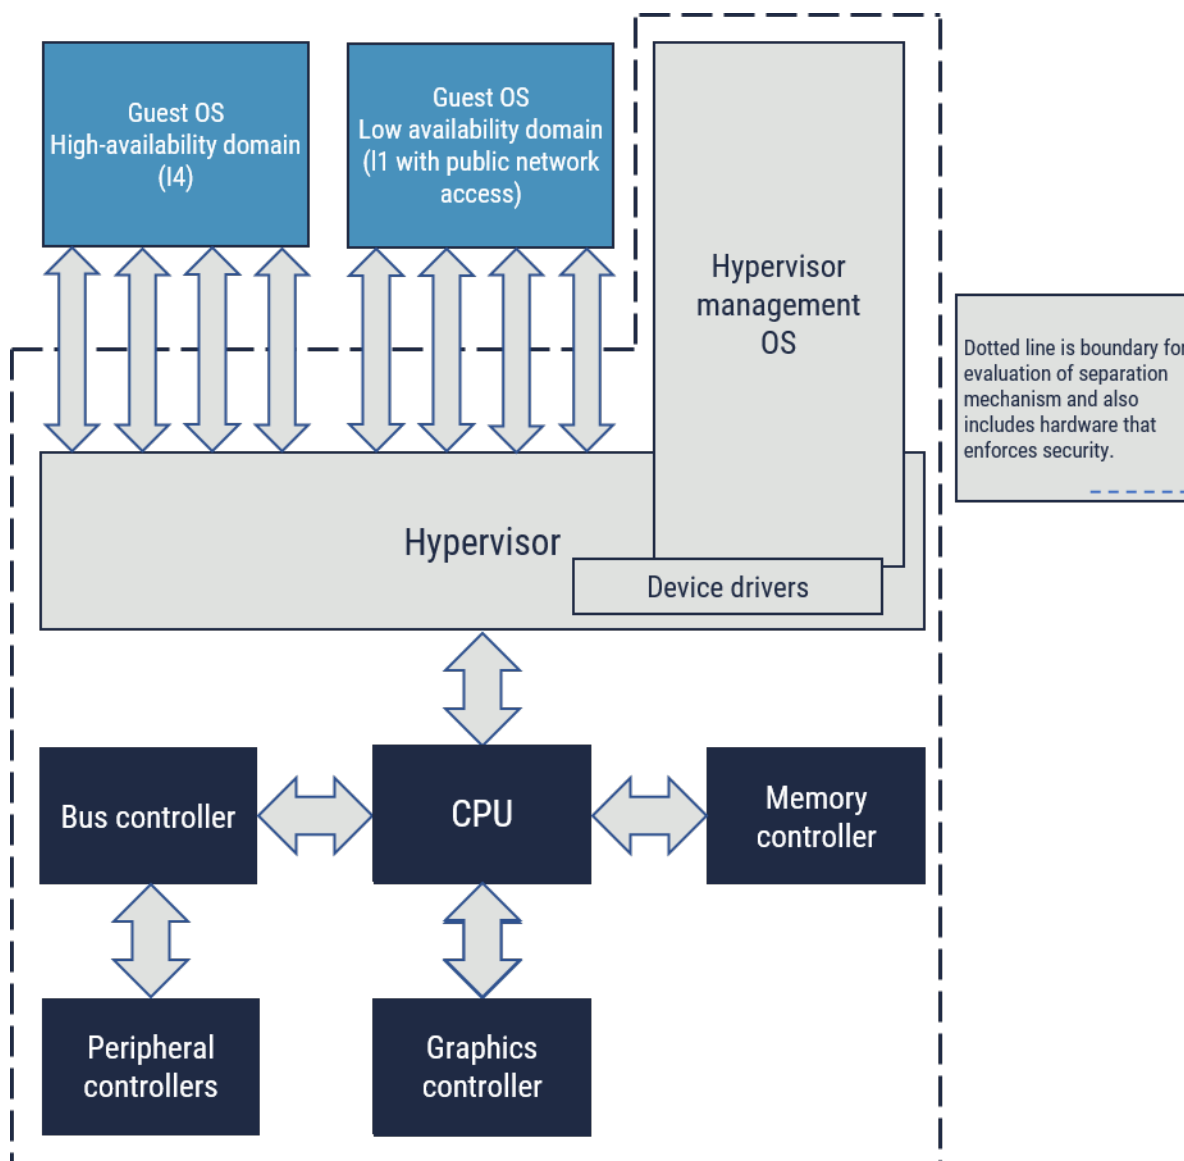 Guest OS
High-availability domain
(I4)
Guest OS
Low availability domain
(I1 with public network
access)
Hypervisor
management
OS
Dotted line is boundary for
evaluation of separation
mechanism and also
includes hardware that
enforces security.
Hypervisor
Device drivers
Bus controller
CPU
Memory
controller
Peripheral
controllers
Graphics
controller